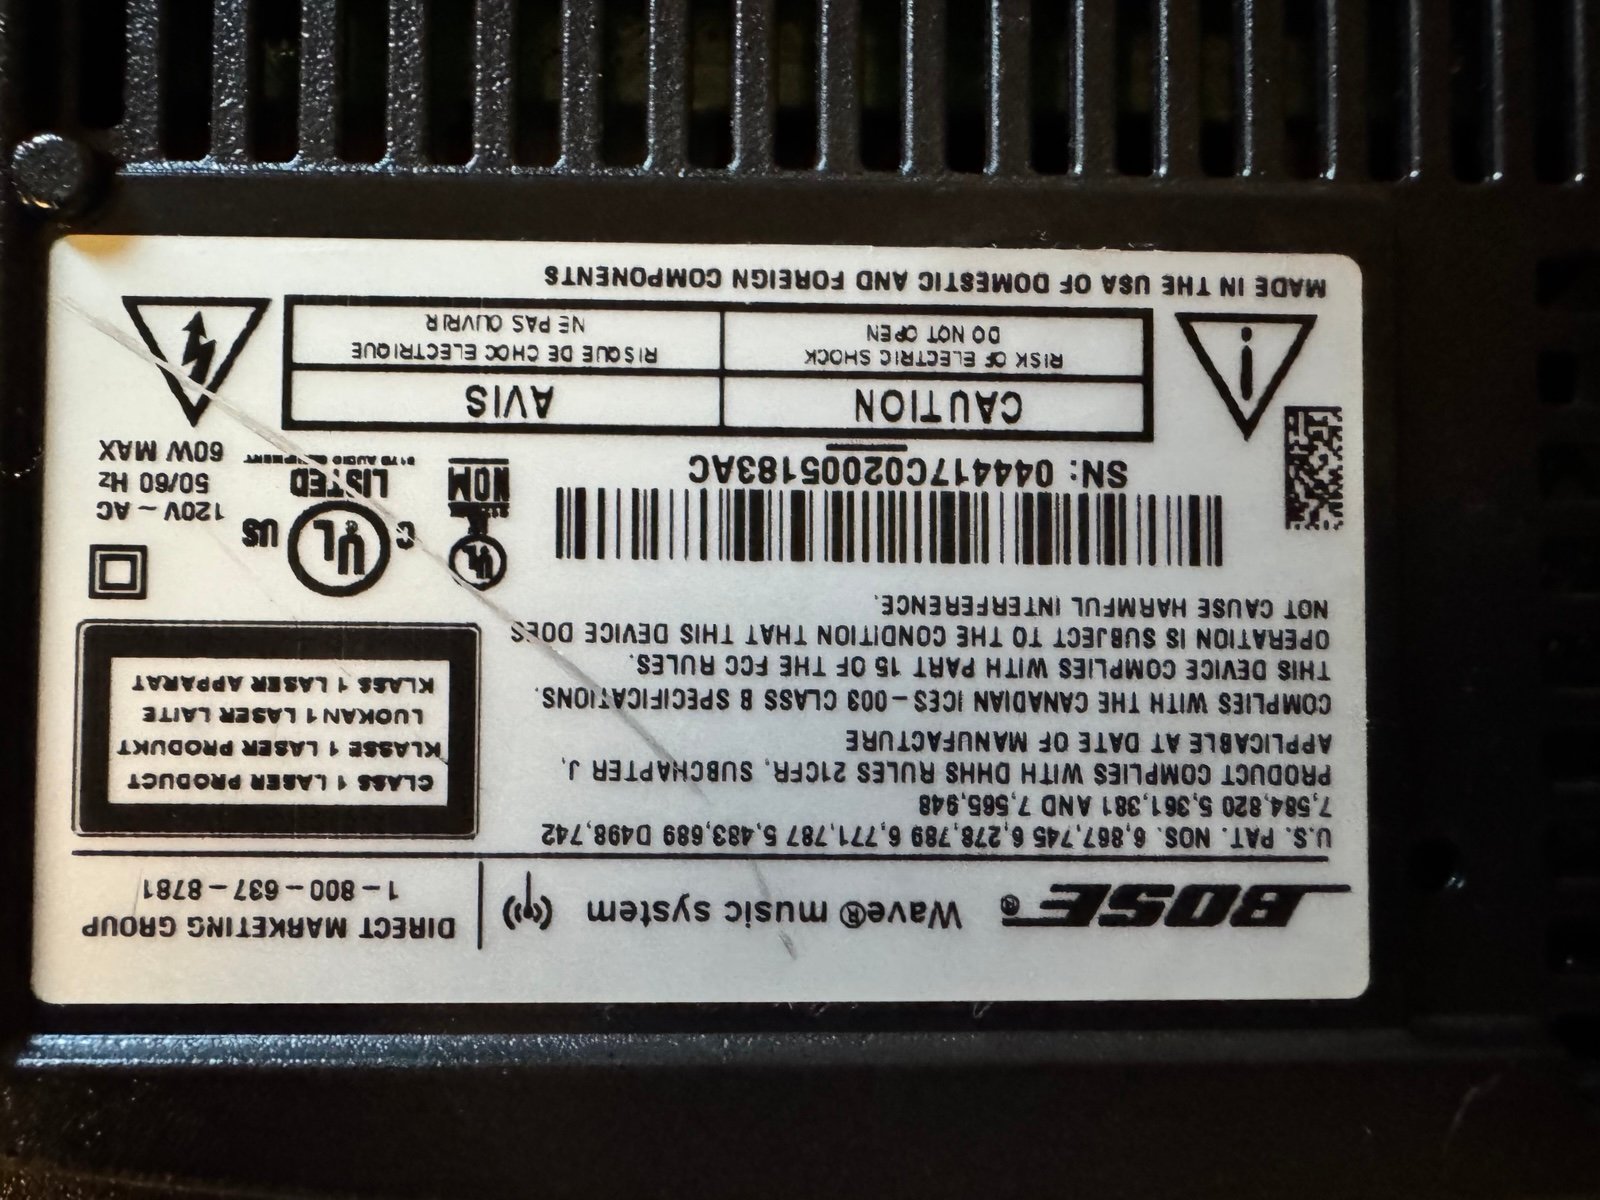 BOSE® Wave® music system
DIRECT MARKETING GROUP
1-800-637-8781
U.S. PAT. NOS. 6,867,745 6,278,789 6,771,787 5,483,689 D498,742
7,584,820 5,361,381 AND 7,565,948
PRODUCT COMPLIES WITH DHHS RULES 21CFR, SUBCHAPTER J,
APPLICABLE AT DATE OF MANUFACTURE
COMPLIES WITH THE CANADIAN ICES-003 CLASS B SPECIFICATIONS.
THIS DEVICE COMPLIES WITH PART 15 OF THE FCC RULES.
OPERATION IS SUBJECT TO THE CONDITION THAT THIS DEVICE DOES
NOT CAUSE HARMFUL INTERFERENCE.
CLASS 1 LASER PRODUCT
KLASSE 1 LASER PRODUKT
LUOKAN 1 LASER LAITE
KLASS 1 LASER APPARAT
SN: 044417C02005183AC
UL
NOM
C UL US
LISTED
AUDIO EQUIPMENT
120V ~ AC
50/60 Hz
60W MAX
CAUTION
RISK OF ELECTRIC SHOCK
DO NOT OPEN
AVIS
RISQUE DE CHOC ELECTRIQUE
NE PAS OUVRIR
MADE IN THE USA OF DOMESTIC AND FOREIGN COMPONENTS